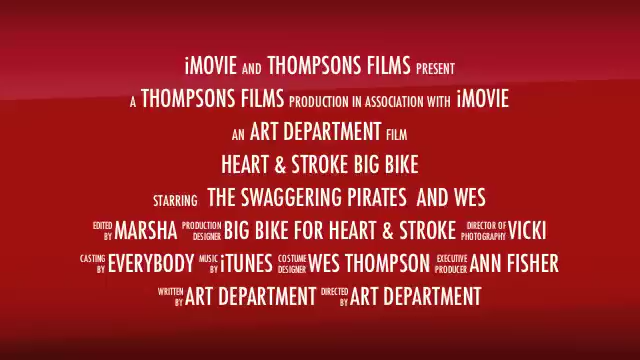 iMOVIE AND THOMPSONS FILMS PRESENT
A THOMPSONS FILMS PRODUCTION IN ASSOCIATION WITH iMOVIE
AN ART DEPARTMENT FILM
HEART & STROKE BIG BIKE
STARRING THE SWAGGERING PIRATES AND WES
EDITED BY MARSHA PRODUCTION DESIGNER BIG BIKE FOR HEART & STROKE DIRECTOR OF PHOTOGRAPHY VICKI
CASTING BY EVERYBODY MUSIC BY iTUNES COSTUME DESIGNER WES THOMPSON EXECUTIVE PRODUCER ANN FISHER
WRITTEN BY ART DEPARTMENT DIRECTED BY ART DEPARTMENT